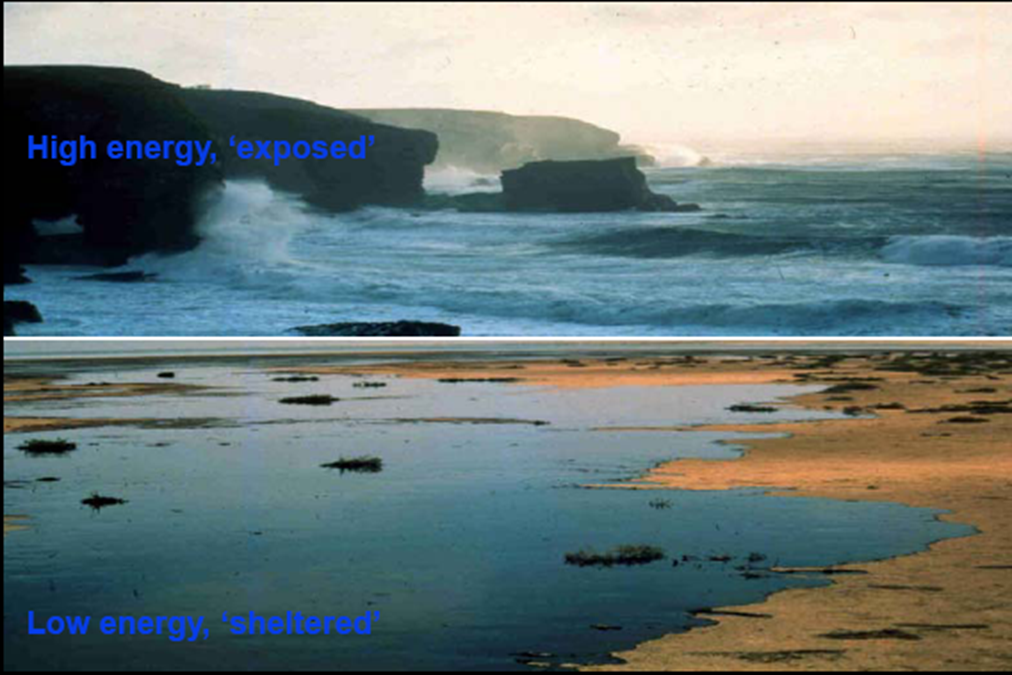 High energy, ‘exposed’
Low energy, ‘sheltered’